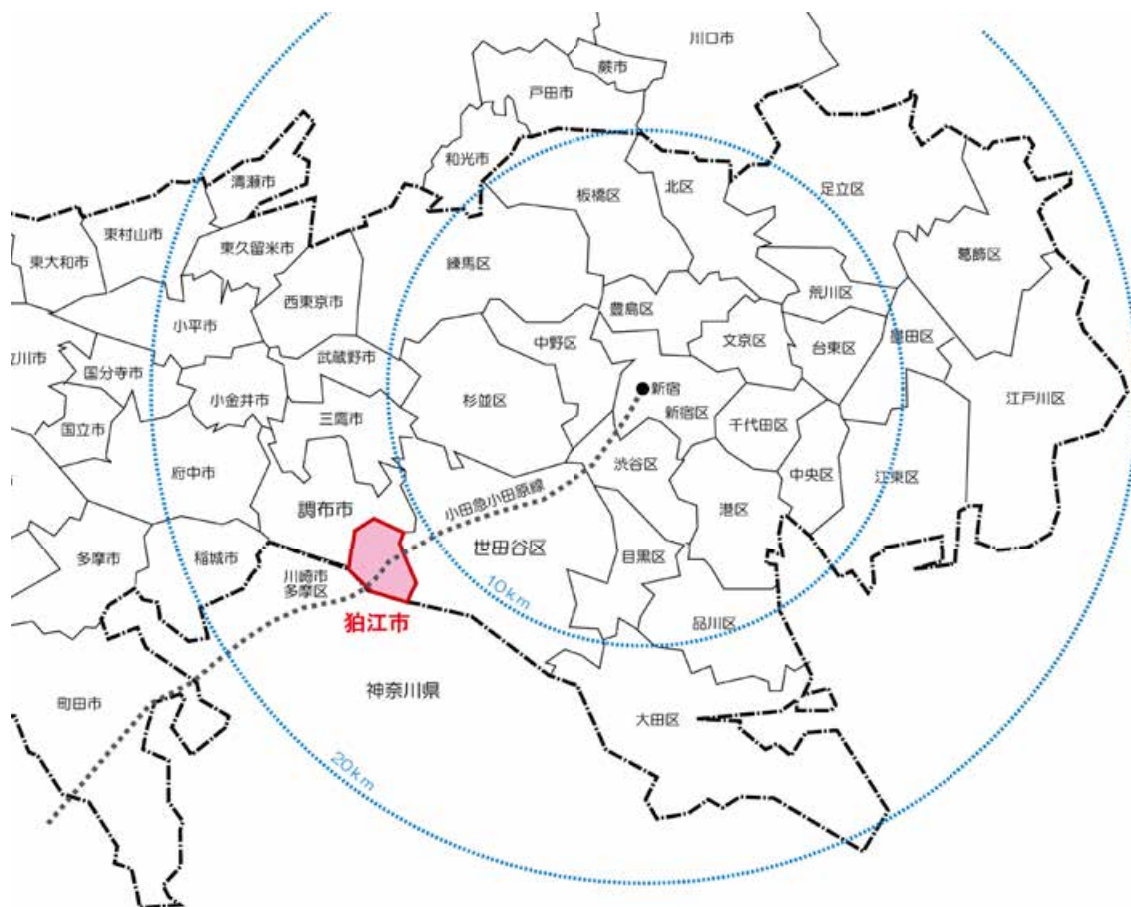 川口市
蕨市
戸田市
和光市
清瀬市
板橋区
北区
足立区
東村山市
東久留米市
東大和市
練馬区
葛飾区
西東京市
荒川区
豊島区
小平市
中野区
文京区
台東区
墨田区
武蔵野市
国分寺市
新宿
小金井市
杉並区
新宿区
江戸川区
国立市
三鷹市
千代田区
渋谷区
府中市
中央区
江東区
小田急小田原線
調布市
港区
世田谷区
多摩市
稲城市
目黒区
川崎市
多摩区
10km
狛江市
品川区
神奈川県
町田市
大田区
20km